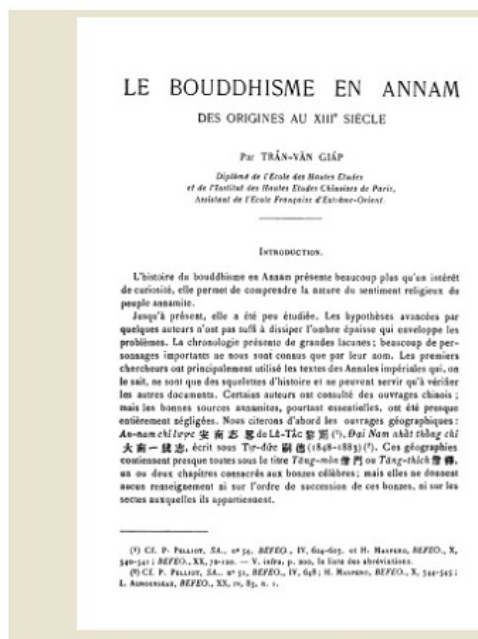 LE BOUDDHISME EN ANNAM
DES ORIGINES AU XIIIᵉ SIÈCLE
Par TRẦN-VĂN GIÁP
Diplômé de l'Ecole des Hautes Etudes
et de l'Institut des Hautes Etudes Chinoises de Paris,
Assistant de l'Ecole Française d'Extrême-Orient.
INTRODUCTION.
L'histoire du bouddhisme en Annam présente beaucoup plus qu'un intérêt
de curiosité, elle permet de comprendre la nature du sentiment religieux du
peuple annamite.
Jusqu'à présent, elle a été peu étudiée. Les hypothèses avancées par
quelques auteurs n'ont pas suffi à dissiper l'ombre épaisse qui enveloppe les
problèmes. La chronologie présente de grandes lacunes ; beaucoup de per-
sonnages importants ne nous sont connus que par leur nom. Les premiers
chercheurs ont principalement utilisé les textes des Annales impériales qui, on
le sait, ne sont que des squelettes d'histoire et ne peuvent servir qu'à vérifier
les autres documents. Certains auteurs ont consulté des ouvrages chinois ;
mais les bonnes sources annamites, pourtant essentielles, ont été presque
entièrement négligées. Nous citerons d'abord les ouvrages géographiques :
An-nam chí lược 安南志畧 de Lê-Tắc 黎崱 (¹), Đại Nam nhất thống chí
大南一統志, écrit sous Tự-đức 嗣德 (1848-1883) (²). Ces géographies
contiennent presque toutes sous le titre Tăng-môn 僧門 ou Tăng-thích 僧釋,
un ou deux chapitres consacrés aux bonzes célèbres ; mais elles ne donnent
aucun renseignement ni sur l'ordre de succession de ces bonzes, ni sur les
sectes auxquelles ils appartiennent.
(¹) Cf. P. PELLIOT, SA., nº 54, BEFEO., IV, 624-625. et H. MASPERO, BEFEO., X,
540-541 ; BEFEO., XX, 70-120. — V. infra, p. 200, la liste des abréviations.
(²) Cf. P. PELLIOT, SA., nº 51, BEFEO., IV, 648 ; H. MASPERO, BEFEO., X, 544-545 ;
L. AUROUSSEAU, BEFEO., XX, IV, 83, n. 1.